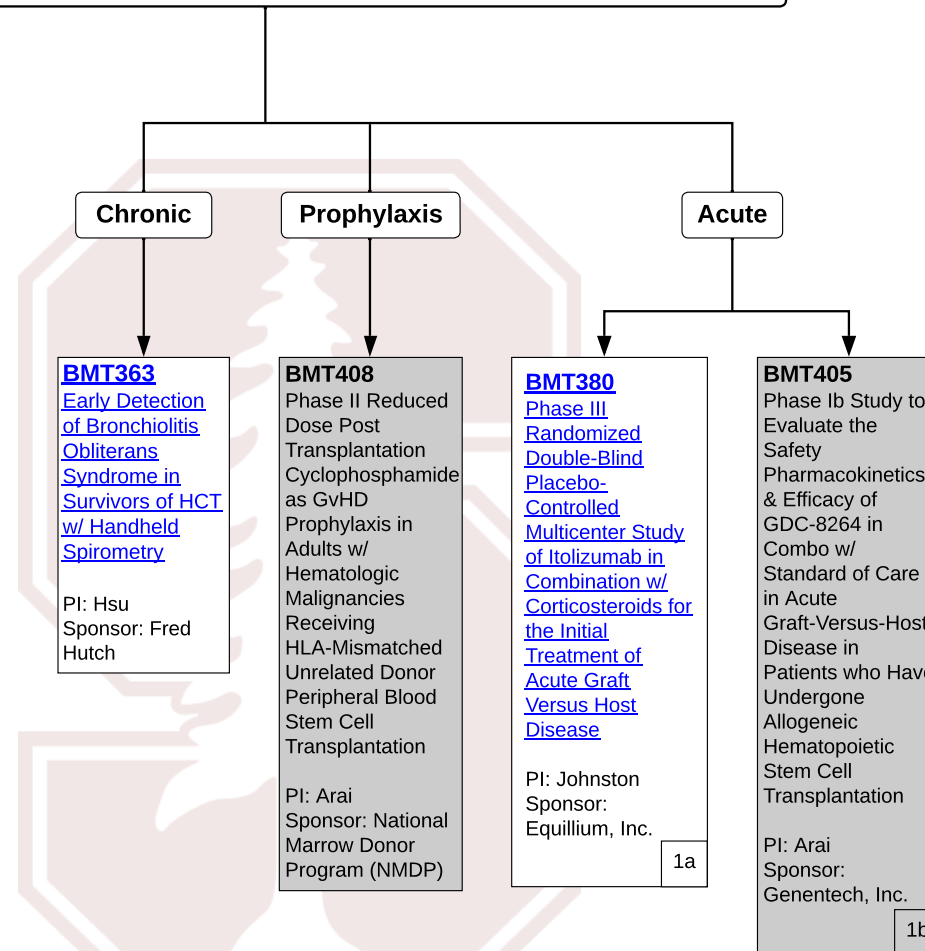 Chronic
Prophylaxis
Acute
BMT363
Early Detection
of Bronchiolitis
Obliterans
Syndrome in
Survivors of HCT
w/ Handheld
Spirometry
PI: Hsu
Sponsor: Fred
Hutch
BMT408
Phase II Reduced
Dose Post
Transplantation
Cyclophosphamide
as GvHD
Prophylaxis in
Adults w/
Hematologic
Malignancies
Receiving
HLA-Mismatched
Unrelated Donor
Peripheral Blood
Stem Cell
Transplantation
PI: Arai
Sponsor: National
Marrow Donor
Program (NMDP)
BMT380
Phase III
Randomized
Double-Blind
Placebo-
Controlled
Multicenter Study
of Itolizumab in
Combination w/
Corticosteroids for
the Initial
Treatment of
Acute Graft
Versus Host
Disease
PI: Johnston
Sponsor:
Equillium, Inc.
1a
BMT405
Phase Ib Study to
Evaluate the
Safety
Pharmacokinetics
& Efficacy of
GDC-8264 in
Combo w/
Standard of Care
in Acute
Graft-Versus-Host
Disease in
Patients who Have
Undergone
Allogeneic
Hematopoietic
Stem Cell
Transplantation
PI: Arai
Sponsor:
Genentech, Inc.
1b